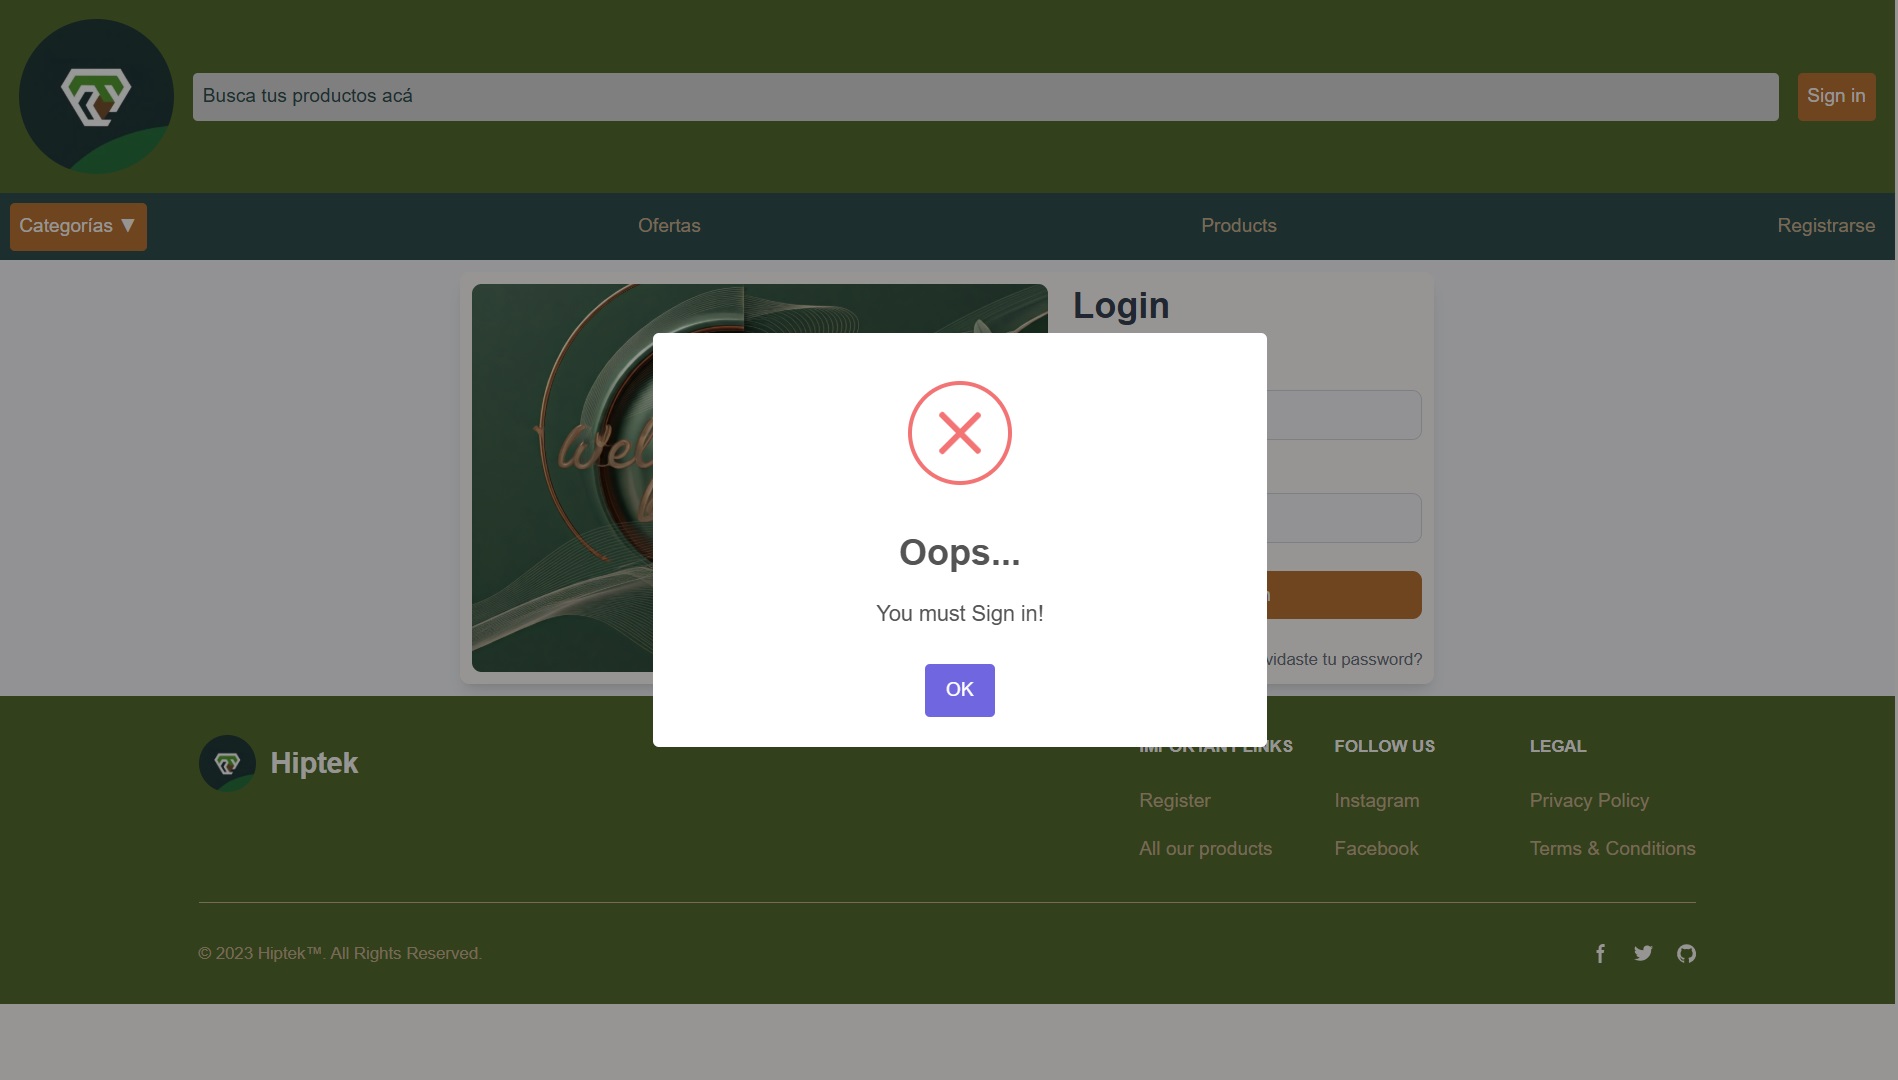 Busca tus productos acá
Sign in
Categorías ▼
Ofertas
Products
Registrarse
Login
Oops...
You must Sign in!
OK
vidaste tu password?
Hiptek
IMPORTANT LINKS
FOLLOW US
LEGAL
Register
Instagram
Privacy Policy
All our products
Facebook
Terms & Conditions
© 2023 Hiptek™. All Rights Reserved.